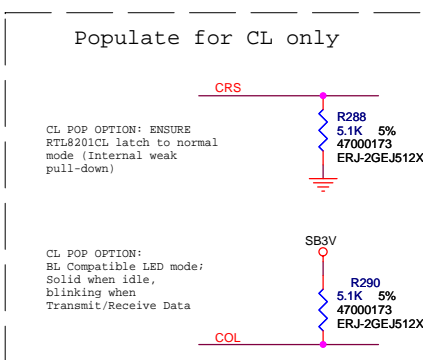 Populate for CL only
CRS
CL POP OPTION: ENSURE
RTL8201CL latch to normal
mode (Internal weak
pull-down)
R288
5.1K 5%
47000173
ERJ-2GEJ512X
SB3V
CL POP OPTION:
BL Compatible LED mode;
Solid when idle,
blinking when
Transmit/Receive Data
R290
5.1K 5%
47000173
ERJ-2GEJ512X
COL